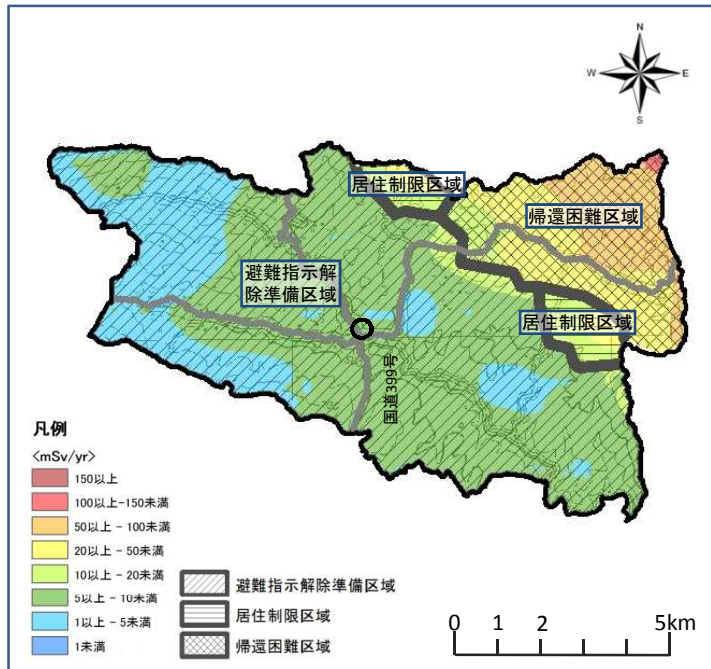 N
W E
S
居住制限区域
帰還困難区域
避難指示解
除準備区域
居住制限区域
国道399号
凡例
<mSv/yr>
150以上
100以上-150未満
50以上 - 100未満
20以上 - 50未満
10以上 - 20未満
5以上 - 10未満
1以上 - 5未満
1未満
避難指示解除準備区域
居住制限区域
帰還困難区域
0 1 2 5km